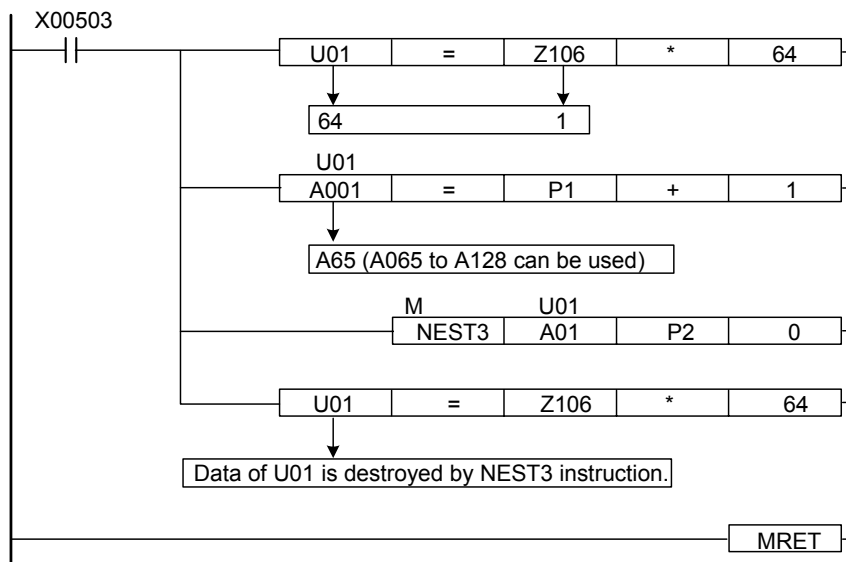 X00503
U01 = Z106 * 64
64 1
U01
A001 = P1 + 1
A65 (A065 to A128 can be used)
M U01
NEST3 A01 P2 0
U01 = Z106 * 64
Data of U01 is destroyed by NEST3 instruction.
MRET